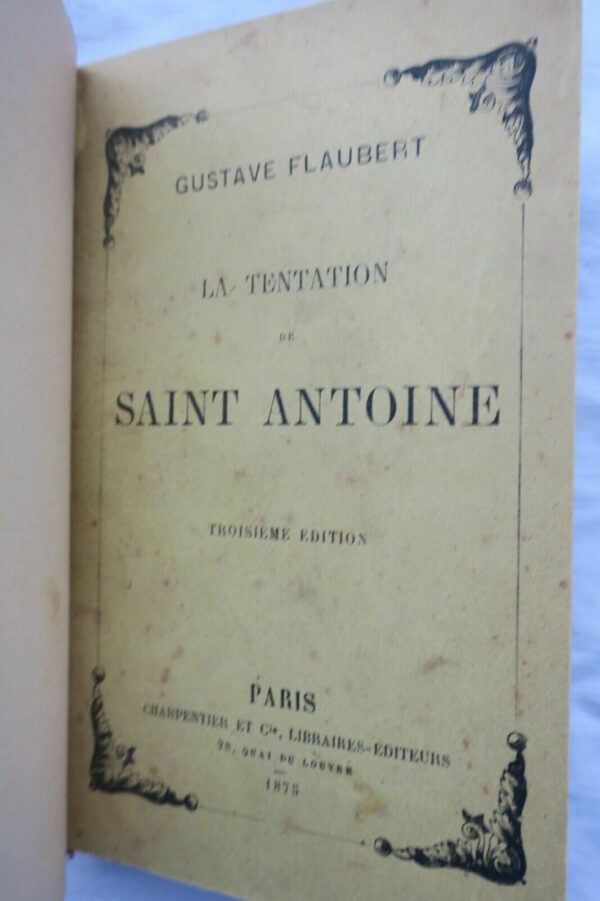 GUSTAVE FLAUBERT
LA TENTATION
DE
SAINT ANTOINE
TROISIÈME ÉDITION
PARIS
CHARPENTIER ET Cie, LIBRAIRES-ÉDITEURS
28, QUAI DU LOUVRE
1875